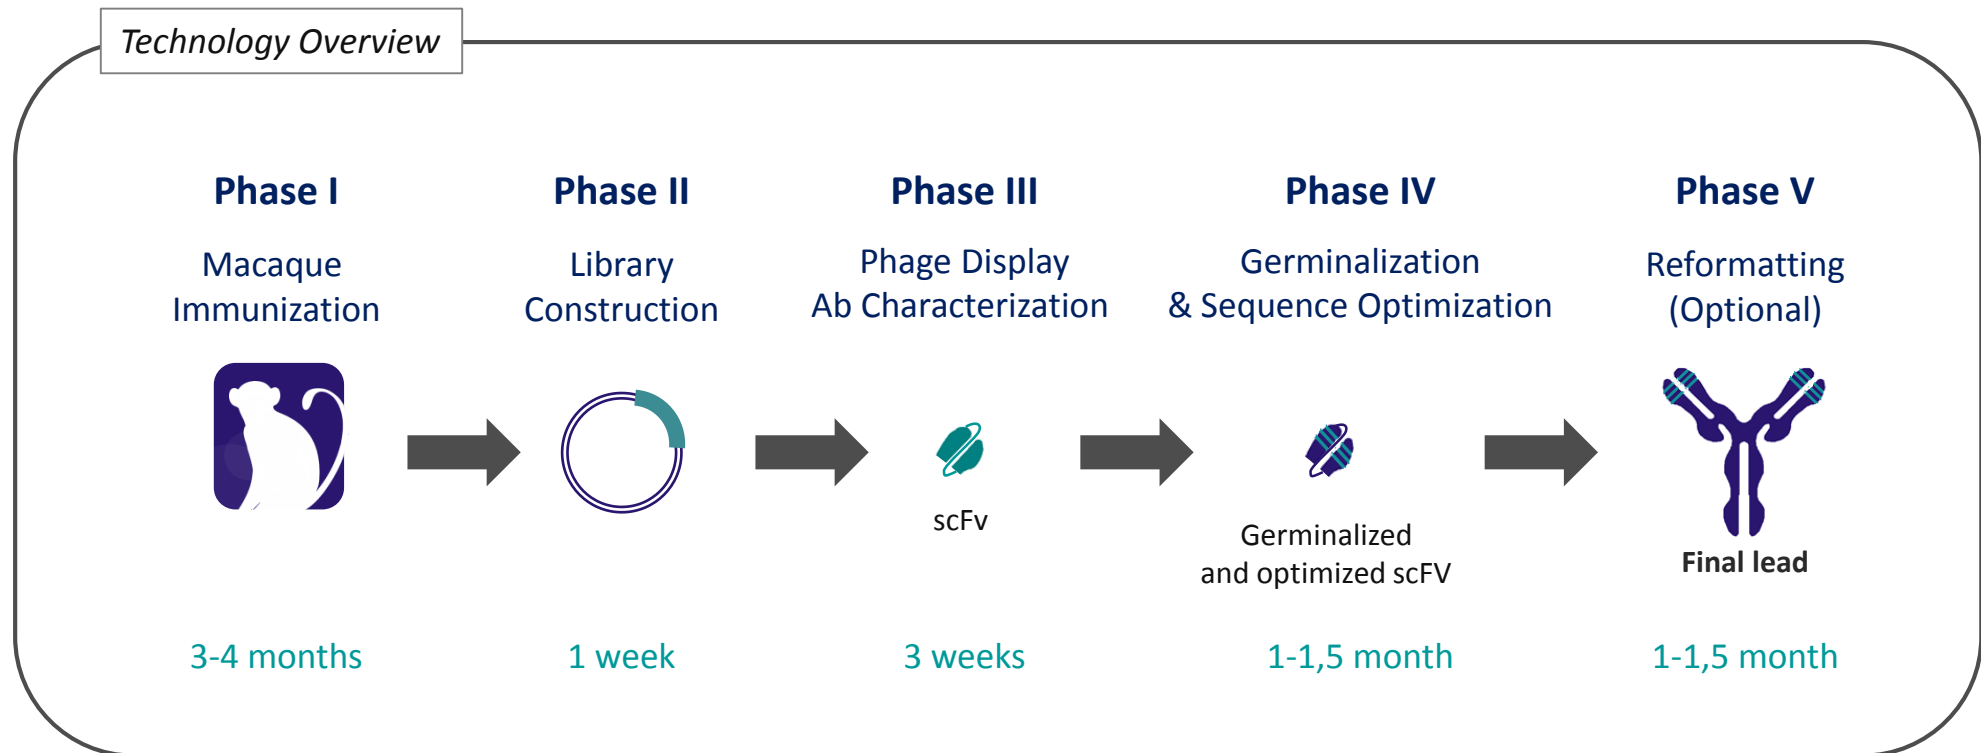 Technology Overview
Phase I
Macaque
Immunization
3-4 months
Phase II
Library
Construction
1 week
Phase III
Phage Display
Ab Characterization
scFv
3 weeks
Phase IV
Germinalization
& Sequence Optimization
Germinalized
and optimized scFV
1-1,5 month
Phase V
Reformatting
(Optional)
Final lead
1-1,5 month